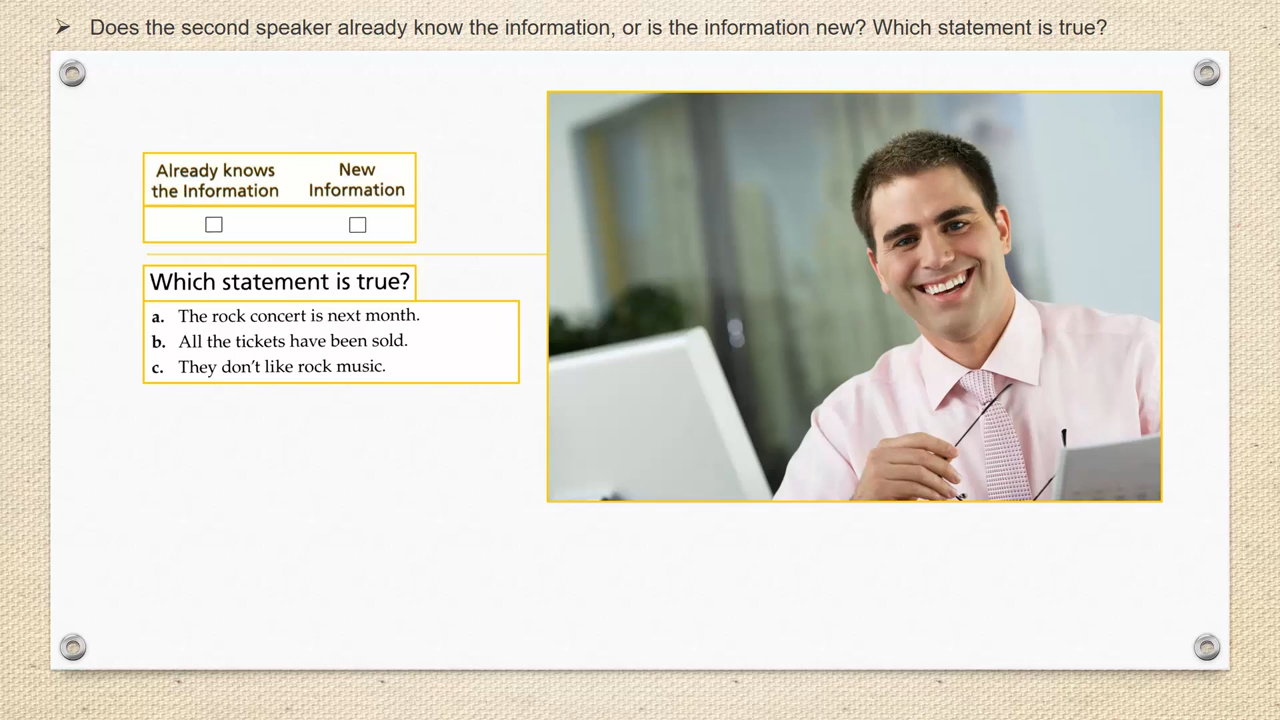 ➢ Does the second speaker already know the information, or is the information new? Which statement is true?
Already knows the Information
New Information
Which statement is true?
a. The rock concert is next month.
b. All the tickets have been sold.
c. They don’t like rock music.